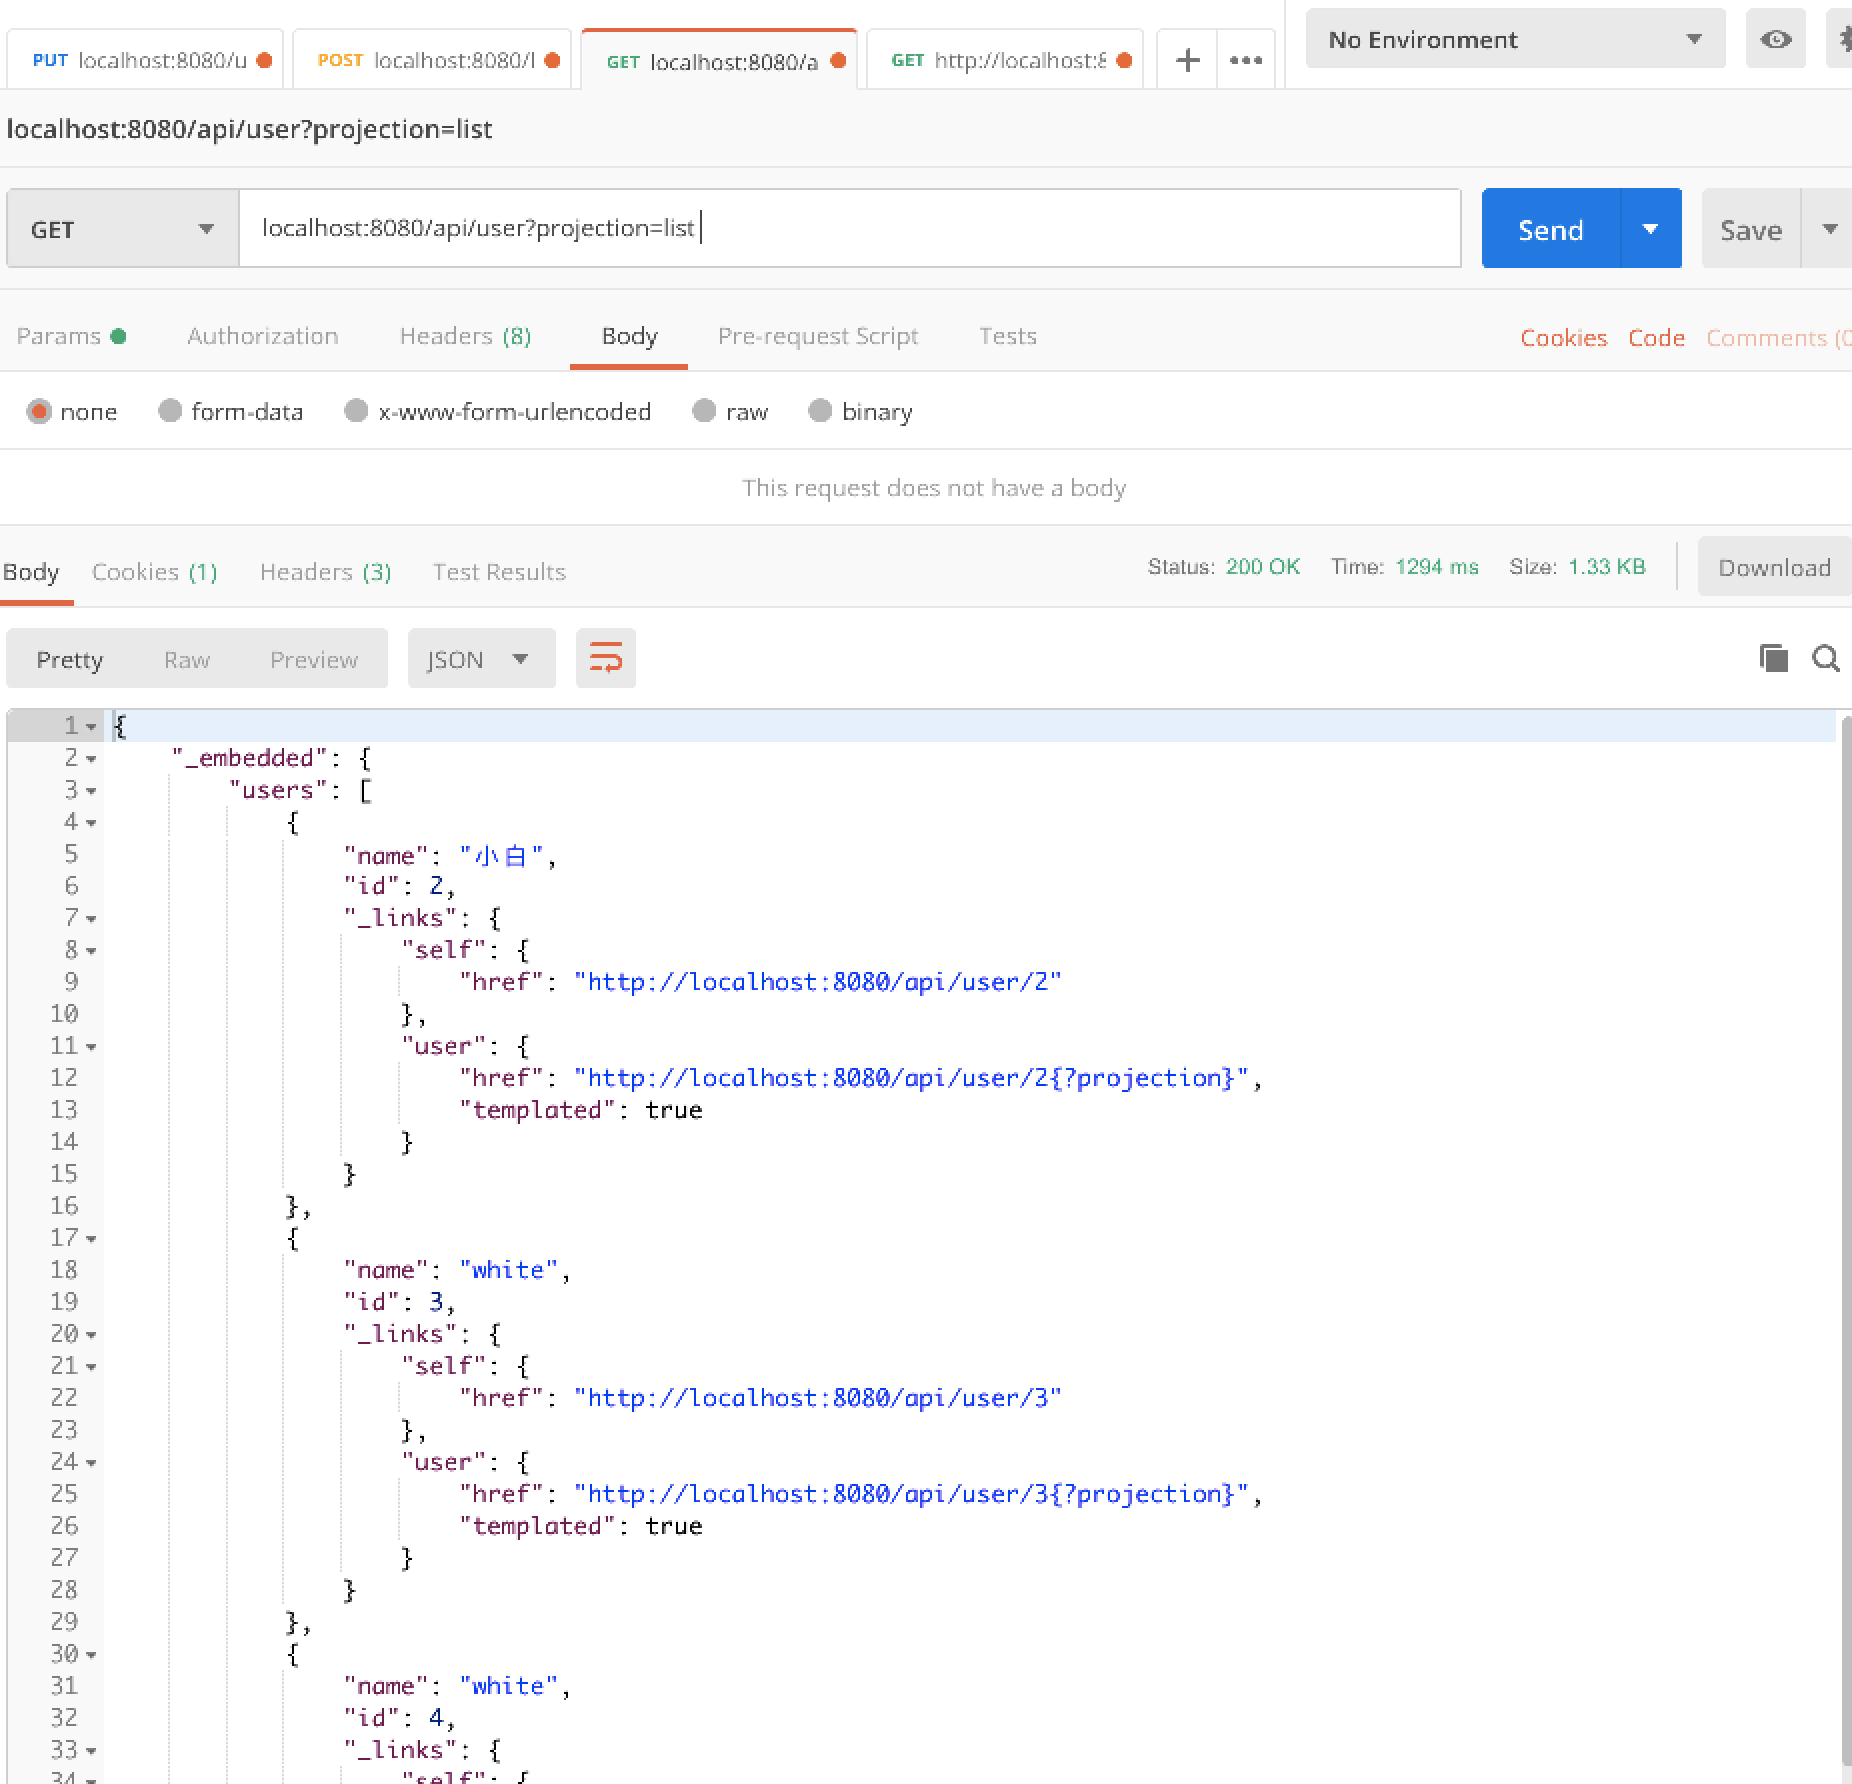 PUT localhost:8080/u POST localhost:8080/l GET localhost:8080/a GET http://localhost:8 + ••• No Environment
localhost:8080/api/user?projection=list
GET localhost:8080/api/user?projection=list Send Save
Params Authorization Headers (8) Body Pre-request Script Tests Cookies Code Comments (0
none form-data x-www-form-urlencoded raw binary
This request does not have a body
Body Cookies (1) Headers (3) Test Results Status: 200 OK Time: 1294 ms Size: 1.33 KB Download
Pretty Raw Preview JSON
1 {
2 "_embedded": {
3 "users": [
4 {
5 "name": "小白",
6 "id": 2,
7 "_links": {
8 "self": {
9 "href": "http://localhost:8080/api/user/2"
10 },
11 "user": {
12 "href": "http://localhost:8080/api/user/2{?projection}",
13 "templated": true
14 }
15 }
16 },
17 {
18 "name": "white",
19 "id": 3,
20 "_links": {
21 "self": {
22 "href": "http://localhost:8080/api/user/3"
23 },
24 "user": {
25 "href": "http://localhost:8080/api/user/3{?projection}",
26 "templated": true
27 }
28 }
29 },
30 {
31 "name": "white",
32 "id": 4,
33 "_links": {
34 "self": {